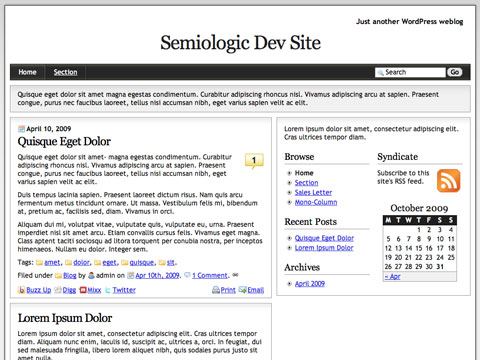 Just another WordPress weblog
Semiologic Dev Site
Home Section Search Go
Quisque eget dolor sit amet magna egestas condimentum. Curabitur adipiscing rhoncus nisl. Vivamus adipiscing arcu at sapien. Praesent
congue, purus nec faucibus laoreet, tellus nisi accumsan nibh, eget varius sapien velit ac elit.
April 10, 2009
Quisque Eget Dolor
1
Quisque eget dolor sit amet- magna egestas condimentum. Curabitur
adipiscing rhoncus nisl. Vivamus adipiscing arcu at sapien. Praesent
congue, purus nec faucibus laoreet, tellus nisi accumsan nibh, eget
varius sapien velit ac elit.
Duis tempus lacinia sapien. Praesent laoreet dictum risus. Nam quis arcu
fermentum metus tincidunt ornare. Ut massa. Vestibulum felis mi, bibendum
at, pretium ac, facilisis sed, diam. Vivamus in orci.
Aliquam dui mi, volutpat vitae, vulputate quis, vulputate eu, urna. Praesent
imperdiet nisl sit amet diam. Etiam convallis cursus felis. Vivamus eget magna.
Class aptent taciti sociosqu ad litora torquent per conubia nostra, per inceptos
himenaeos. Nullam eu dolor. Integer sem.
Tags: amet, dolor, eget, quisque, sit.
Filed under Blog by admin on Apr 10th, 2009. 1 Comment.
Buzz Up Digg Mixx Twitter Print Email
Lorem Ipsum Dolor
Lorem ipsum dolor sit amet, consectetur adipiscing elit. Cras ultrices tempor
diam. Aliquam nunc enim, iaculis id, suscipit ac, ultrices a, orci. In feugiat, dui
sed malesuada fringilla, libero lorem pretium enim, quis sodales purus justo sit
amet nulla.
Lorem ipsum dolor sit amet, consectetur adipiscing elit.
Cras ultrices tempor diam.
Browse
Home
Section
Sales Letter
Mono-Column
Recent Posts
Quisque Eget Dolor
Lorem Ipsum Dolor
Archives
April 2009
Syndicate
Subscribe to this
site's RSS feed.
October 2009
M T W T F S S
1 2 3 4
5 6 7 8 9 10 11
12 13 14 15 16 17 18
19 20 21 22 23 24 25
26 27 28 29 30 31
« Apr